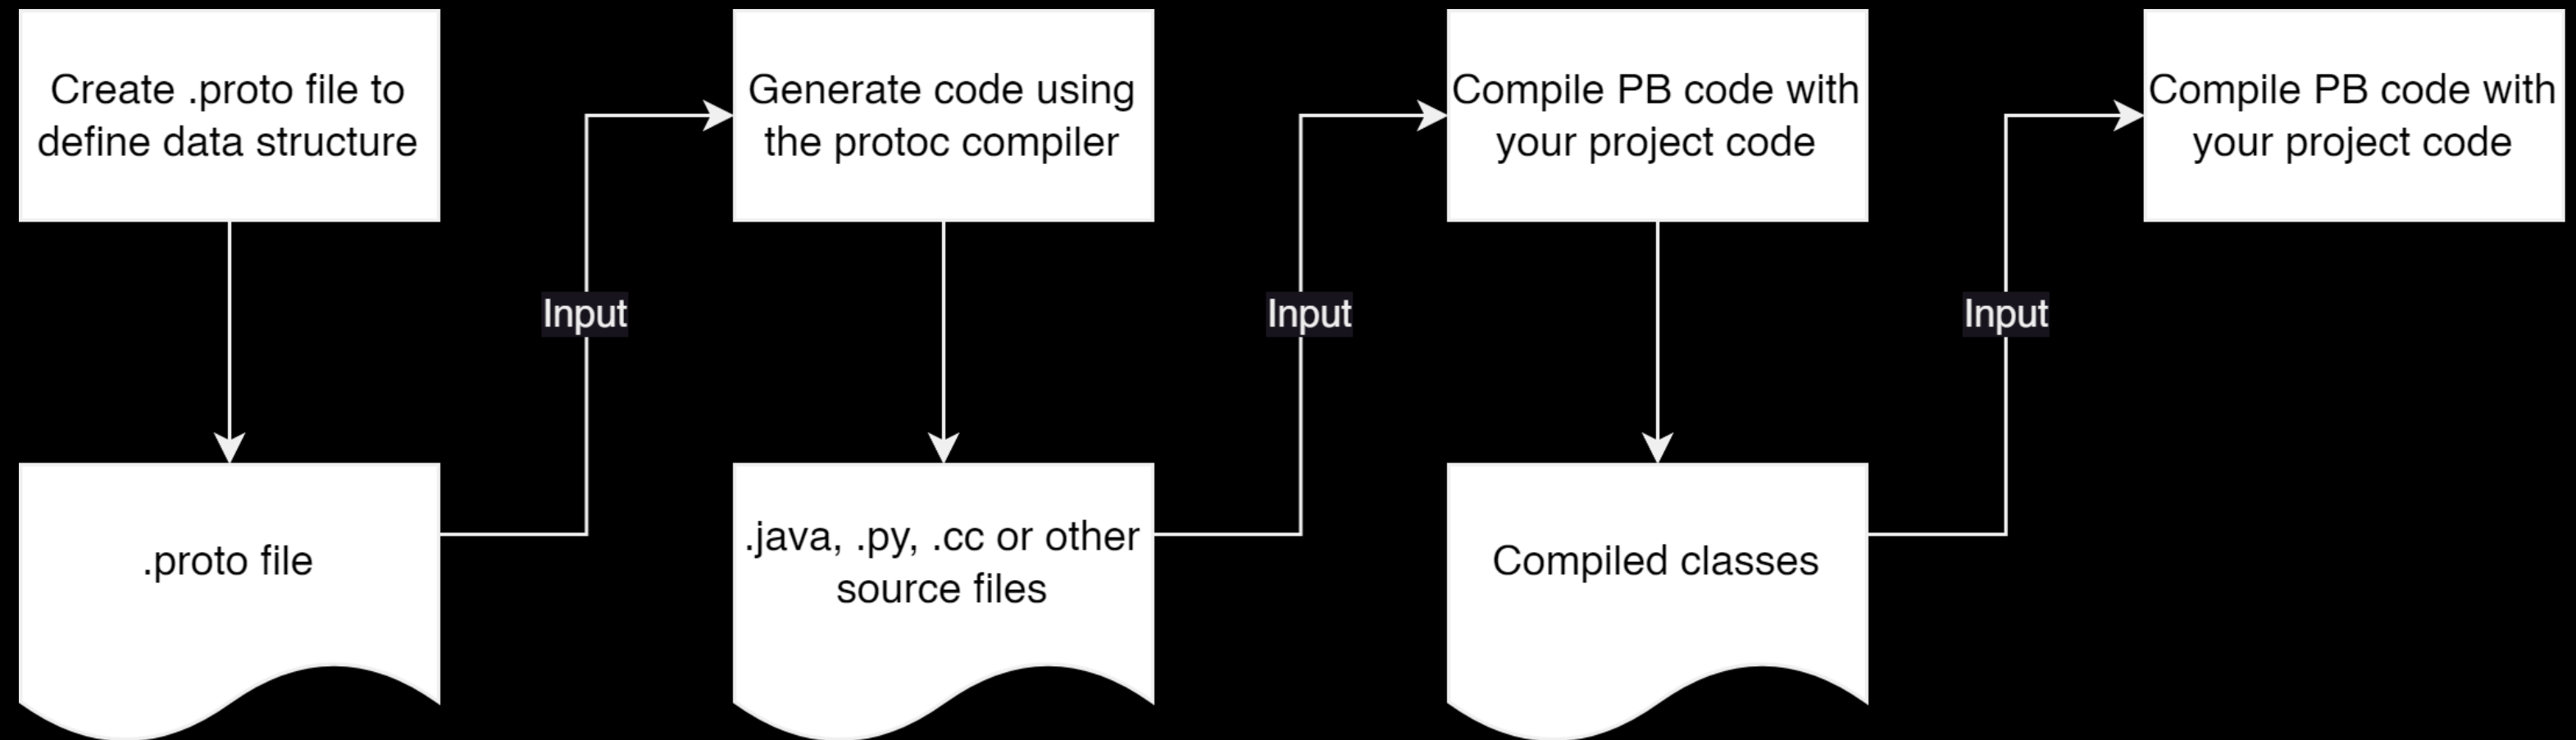 Create .proto file to
define data structure
Generate code using
the protoc compiler
Compile PB code with
your project code
Compile PB code with
your project code
Input
Input
Input
.proto file
.java, .py, .cc or other
source files
Compiled classes